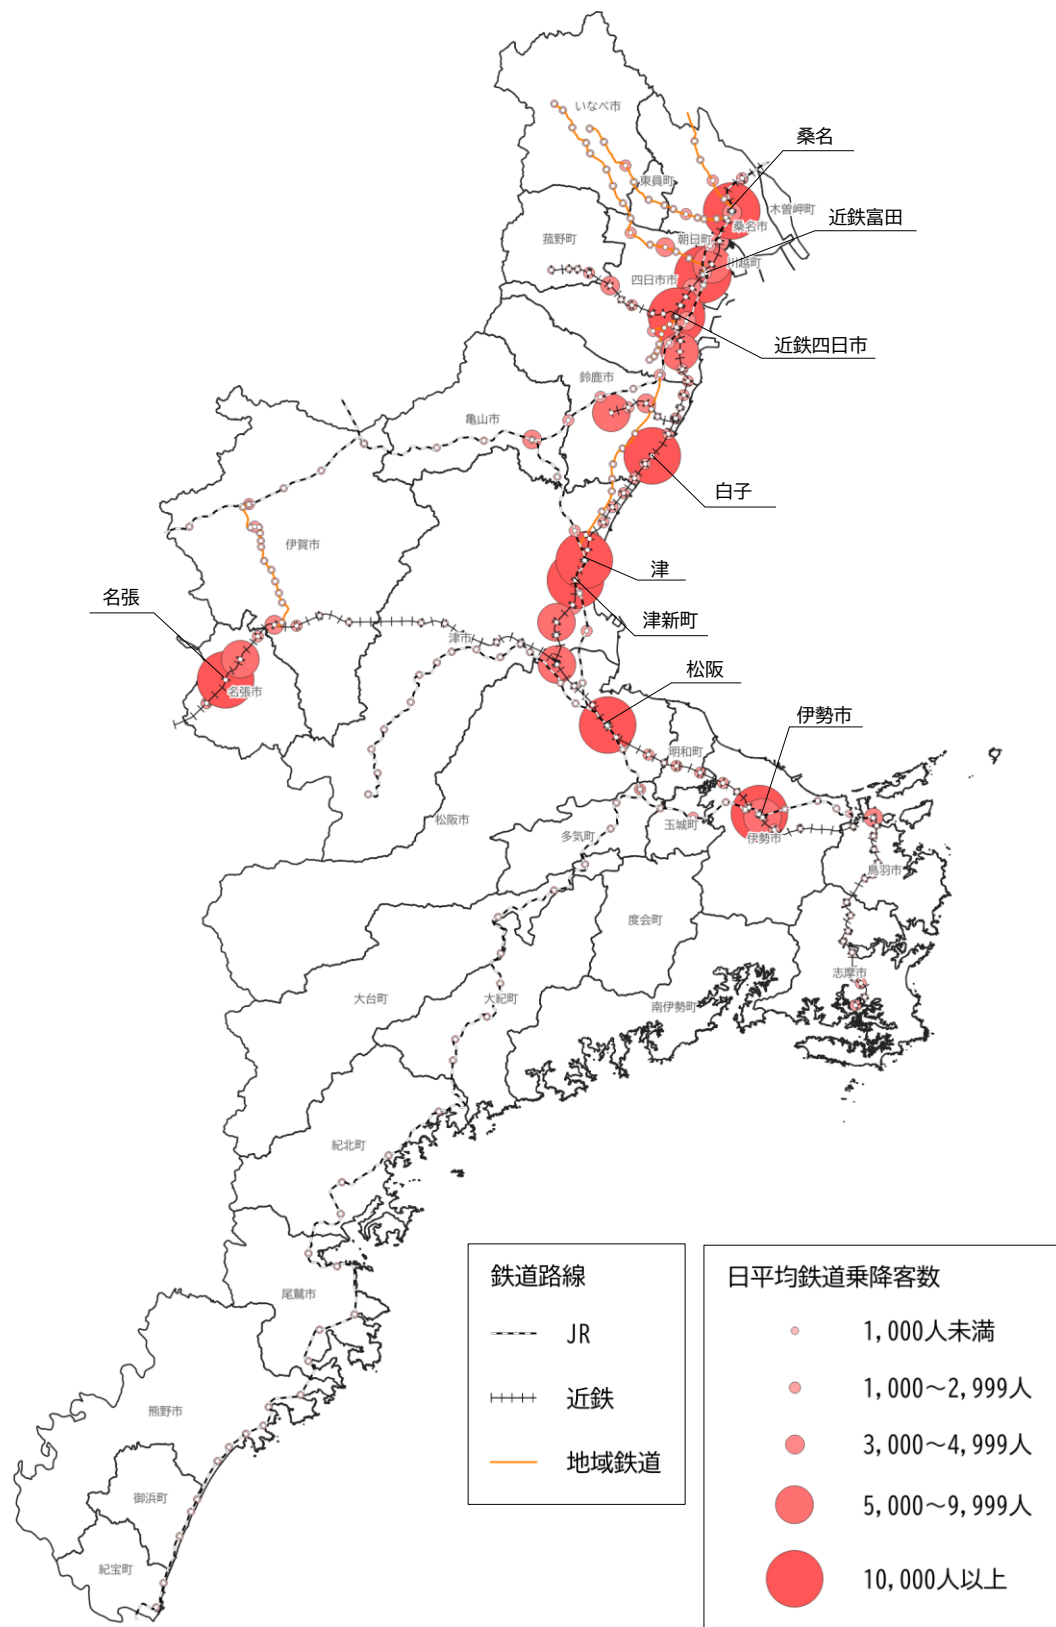 いなべ市
桑名
東員町
木曽岬町
近鉄富田
桑名市
菰野町
朝日町
川越町
四日市市
近鉄四日市
鈴鹿市
亀山市
白子
伊賀市
津
名張
津新町
津市
松阪
名張市
伊勢市
明和町
松阪市
玉城町
多気町
伊勢市
鳥羽市
度会町
志摩市
大台町
大紀町
南伊勢町
紀北町
尾鷲市
熊野市
御浜町
紀宝町
鉄道路線
JR
近鉄
地域鉄道
日平均鉄道乗降客数
1,000人未満
1,000～2,999人
3,000～4,999人
5,000～9,999人
10,000人以上